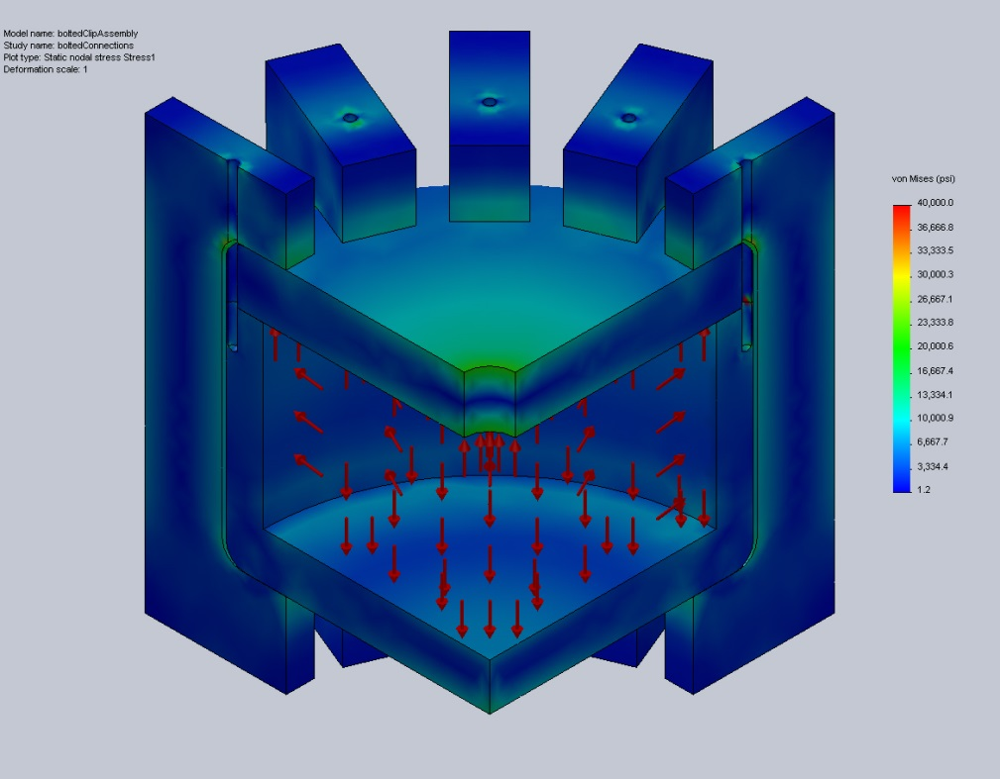 Model name: boltedClipAssembly
Study name: boltedConnections
Plot type: Static nodal stress Stress1
Deformation scale: 1
von Mises (psi)
40,000.0
36,666.8
33,333.5
30,000.3
26,667.1
23,333.8
20,000.6
16,667.4
13,334.1
10,000.9
6,667.7
3,334.4
1.2